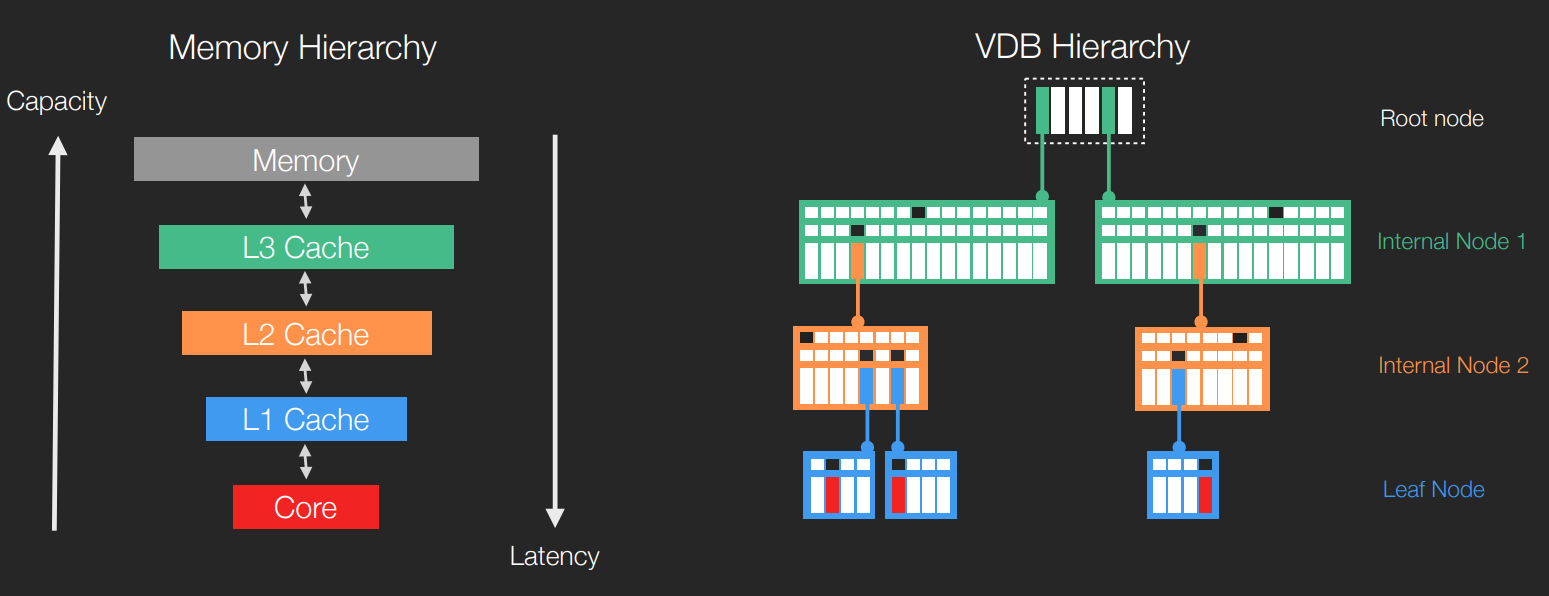 Memory Hierarchy
Capacity
Memory
L3 Cache
L2 Cache
L1 Cache
Core
Latency
VDB Hierarchy
Root node
Internal Node 1
Internal Node 2
Leaf Node